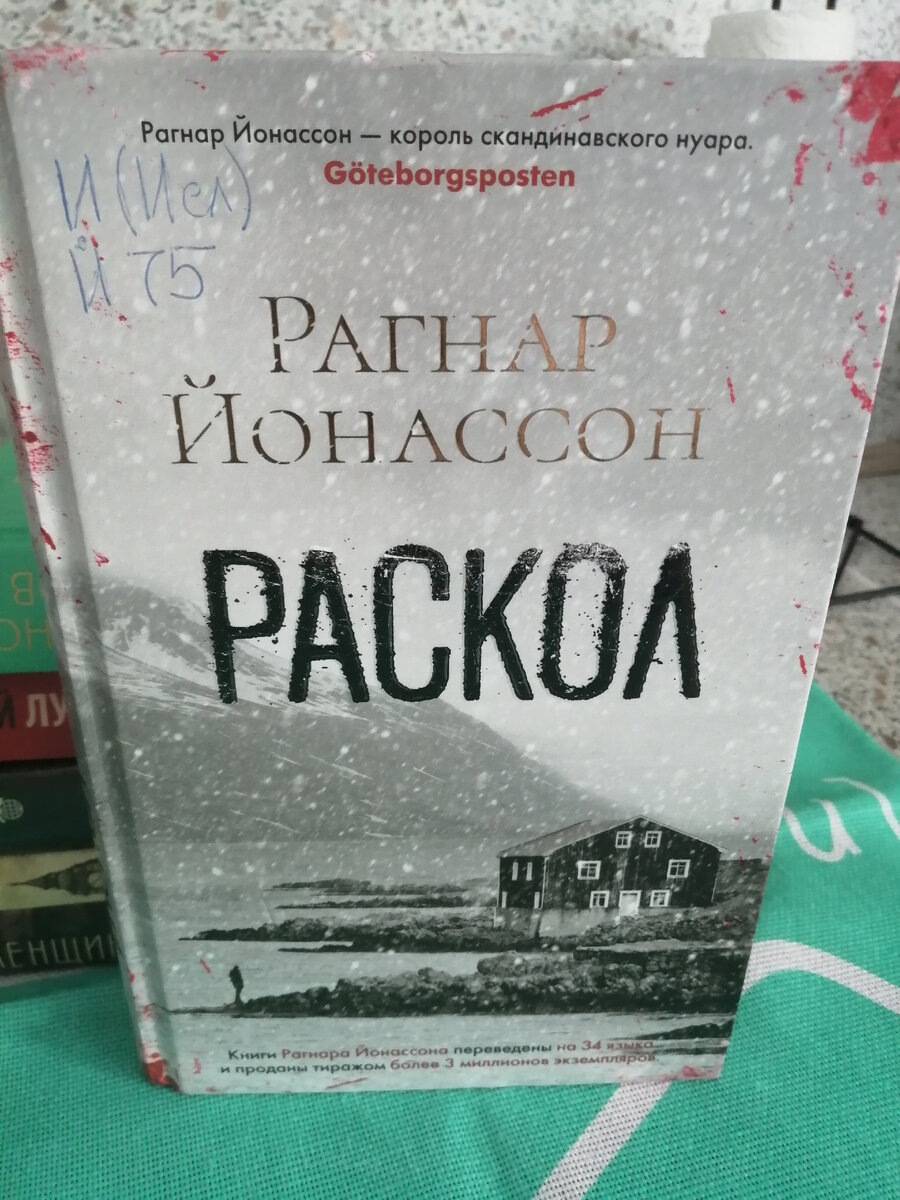 Рагнар Йонассон — король скандинавского нуара.
Göteborgsposten
И (Исл)
Й 75
Рагнар
Йонассон
РАСКОЛ
Книги Рагнара Йонассона переведены на 34 языка
и проданы тиражом более 3 миллионов экземпляров.